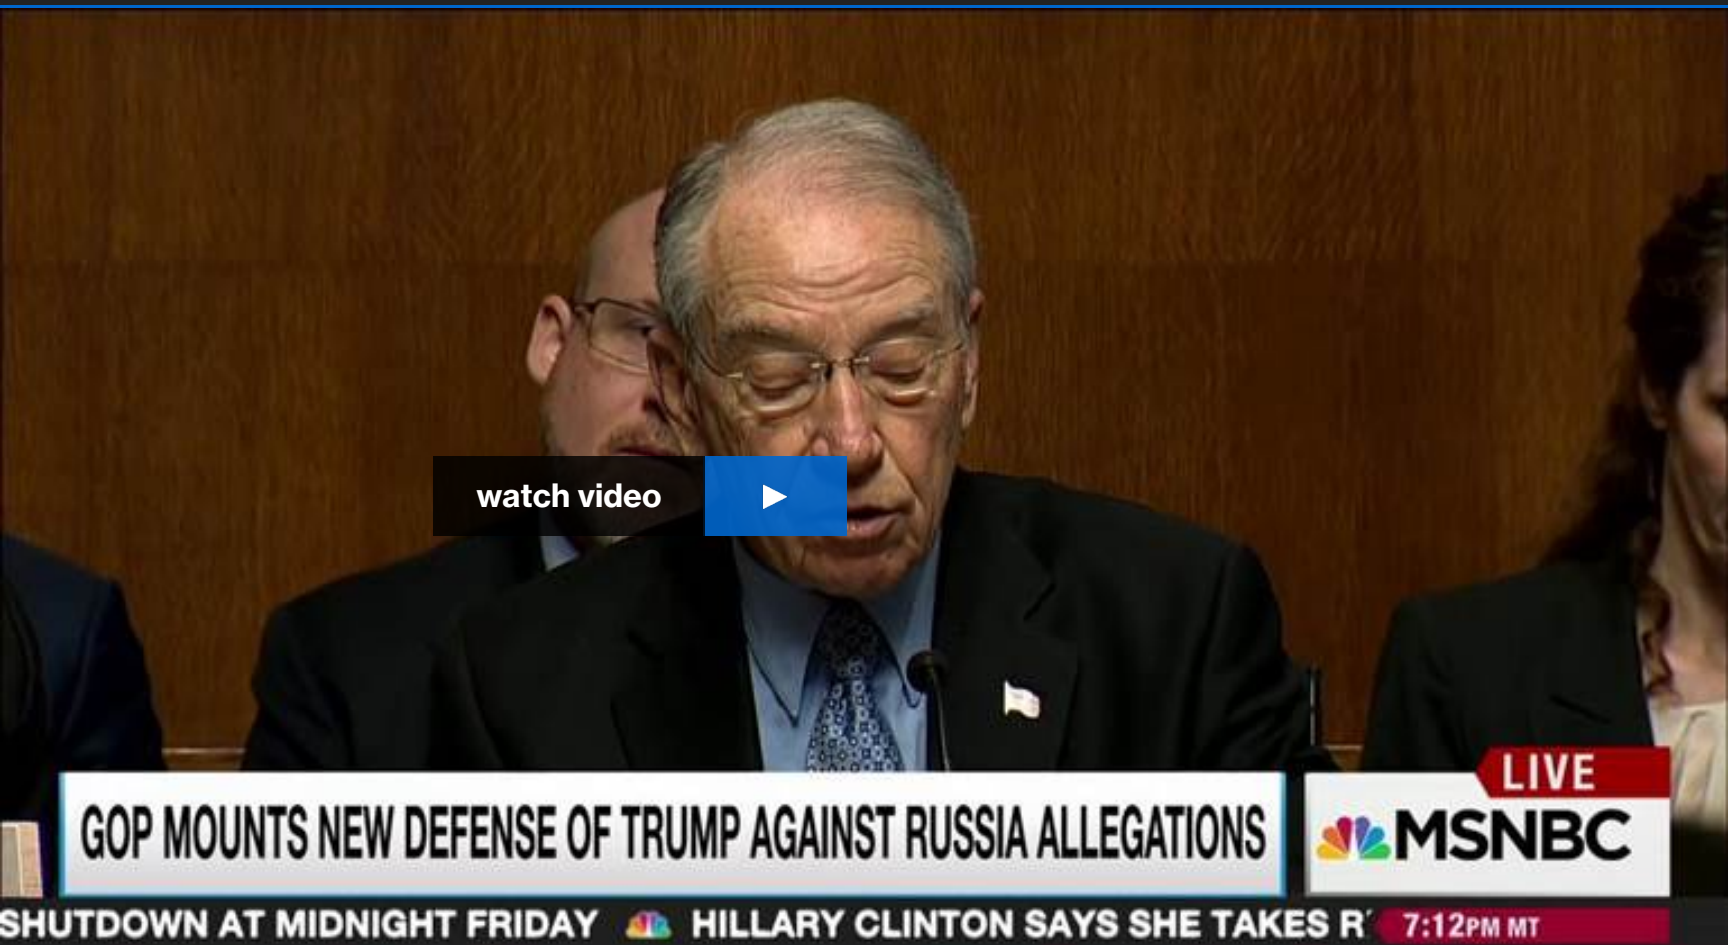 watch video
LIVE
GOP MOUNTS NEW DEFENSE OF TRUMP AGAINST RUSSIA ALLEGATIONS
MSNBC
SHUTDOWN AT MIDNIGHT FRIDAY HILLARY CLINTON SAYS SHE TAKES
7:12PM MT